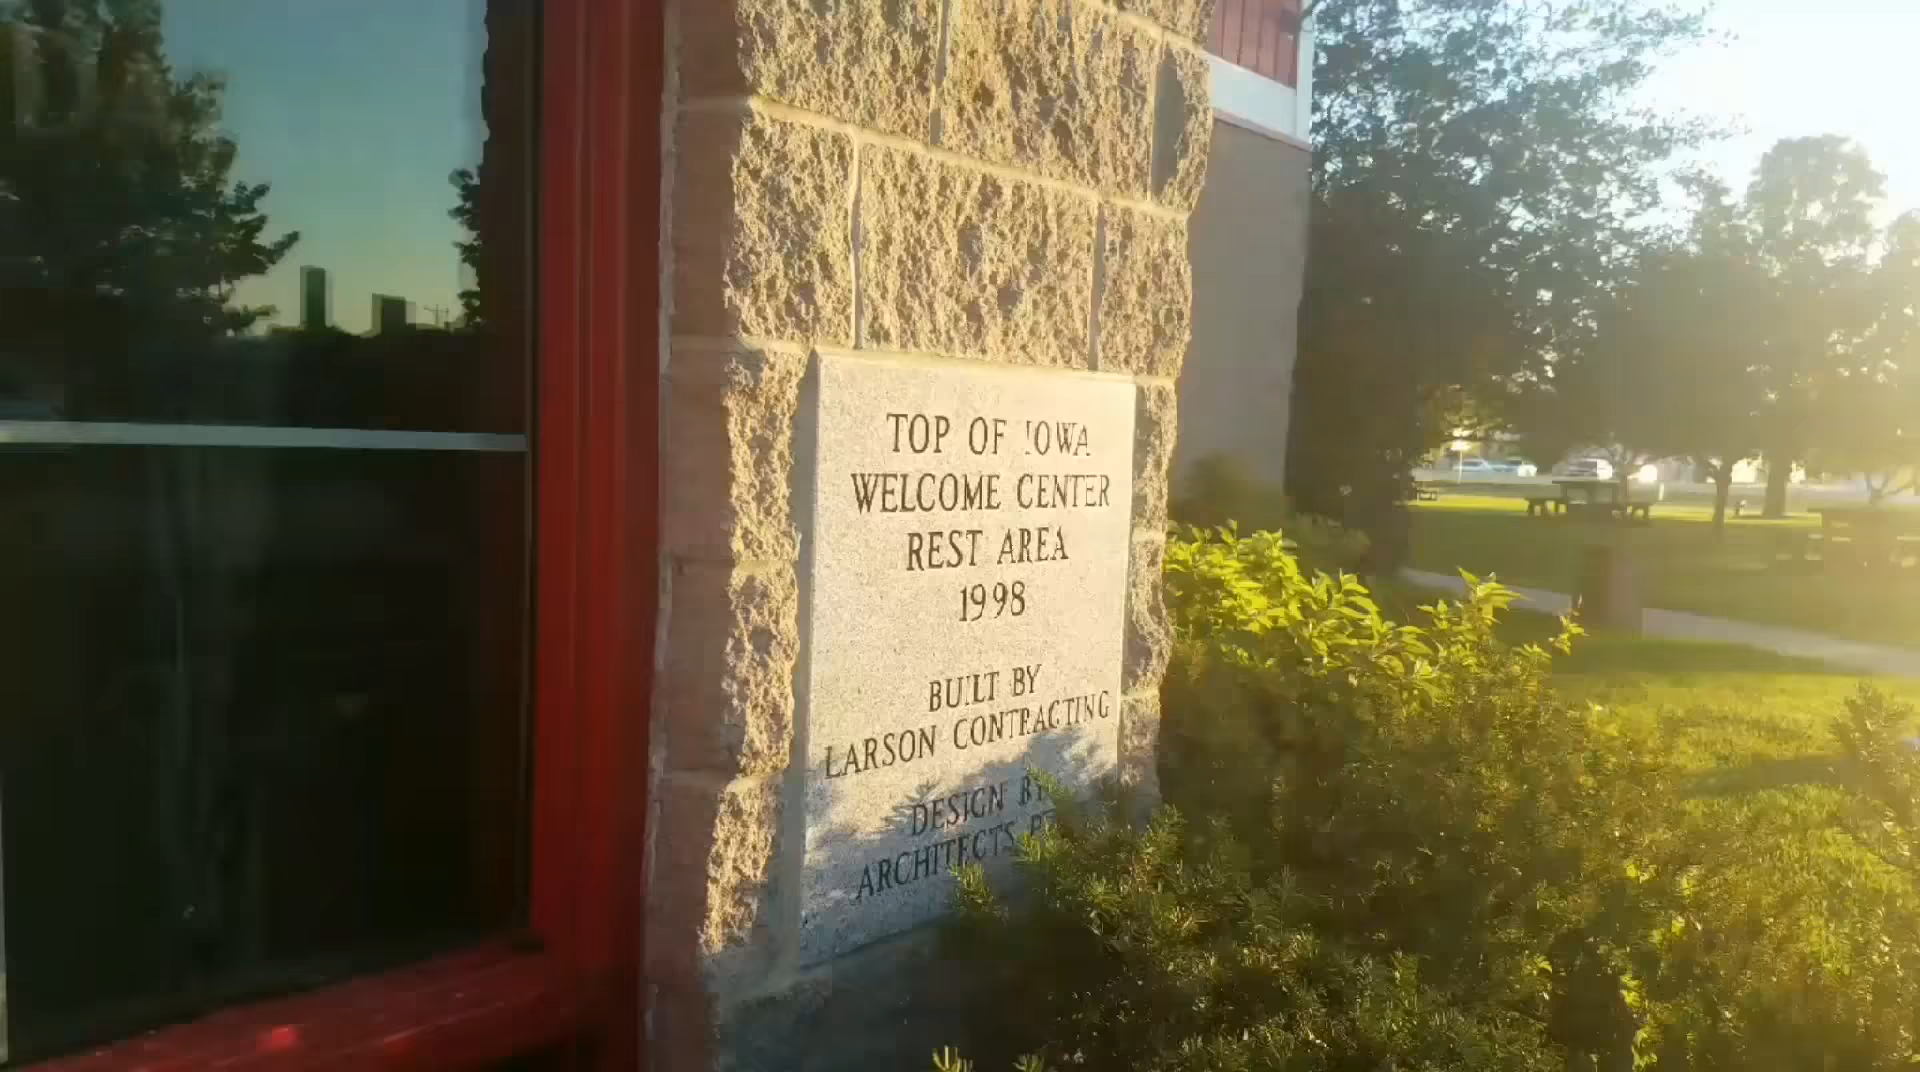 TOP OF IOWA
WELCOME CENTER
REST AREA
1998
BUILT BY
LARSON CONTRACTING
DESIGN BY
ARCHITECTS